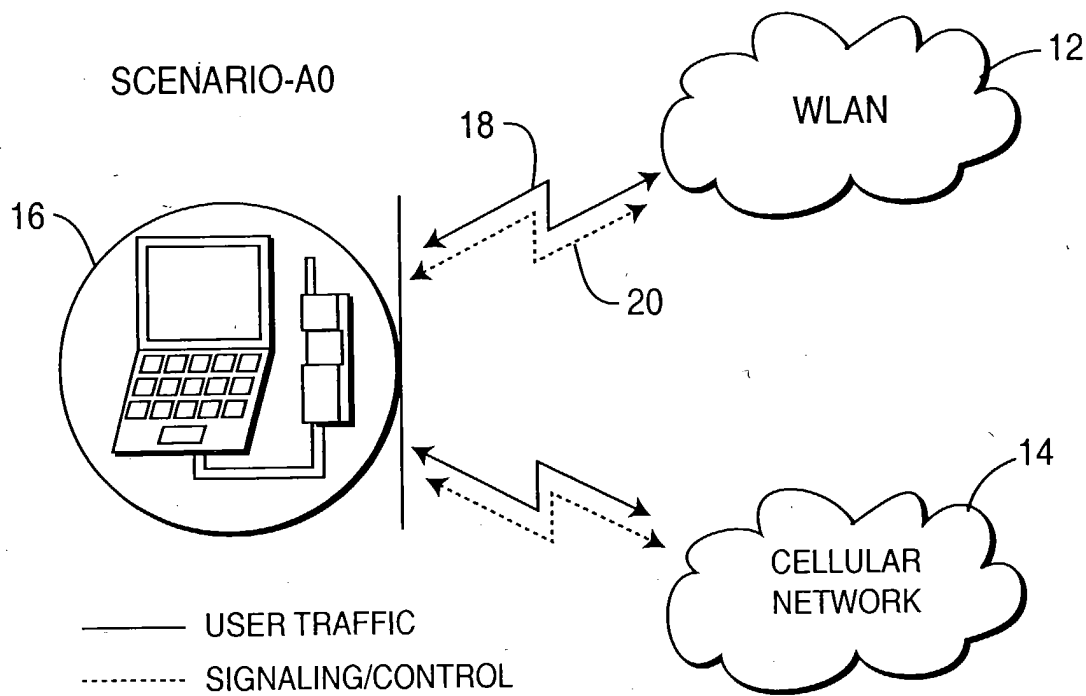 SCENARIO-A0
12
WLAN
18
16
20
14
CELLULAR
NETWORK
USER TRAFFIC
SIGNALING/CONTROL